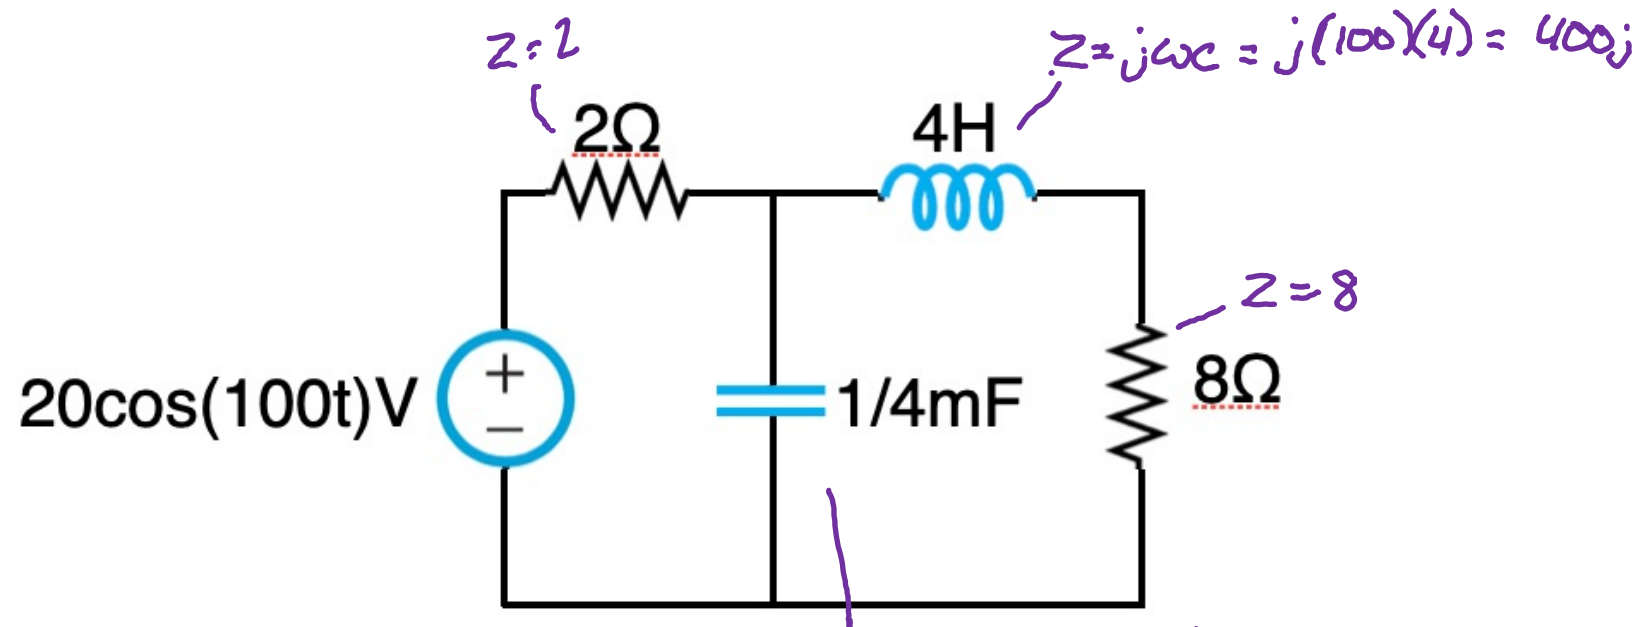 Z=2
Z=jωc = j(100)(4) = 400j
2Ω
4H
Z=8
8Ω
20cos(100t)V
+
−
1/4mF